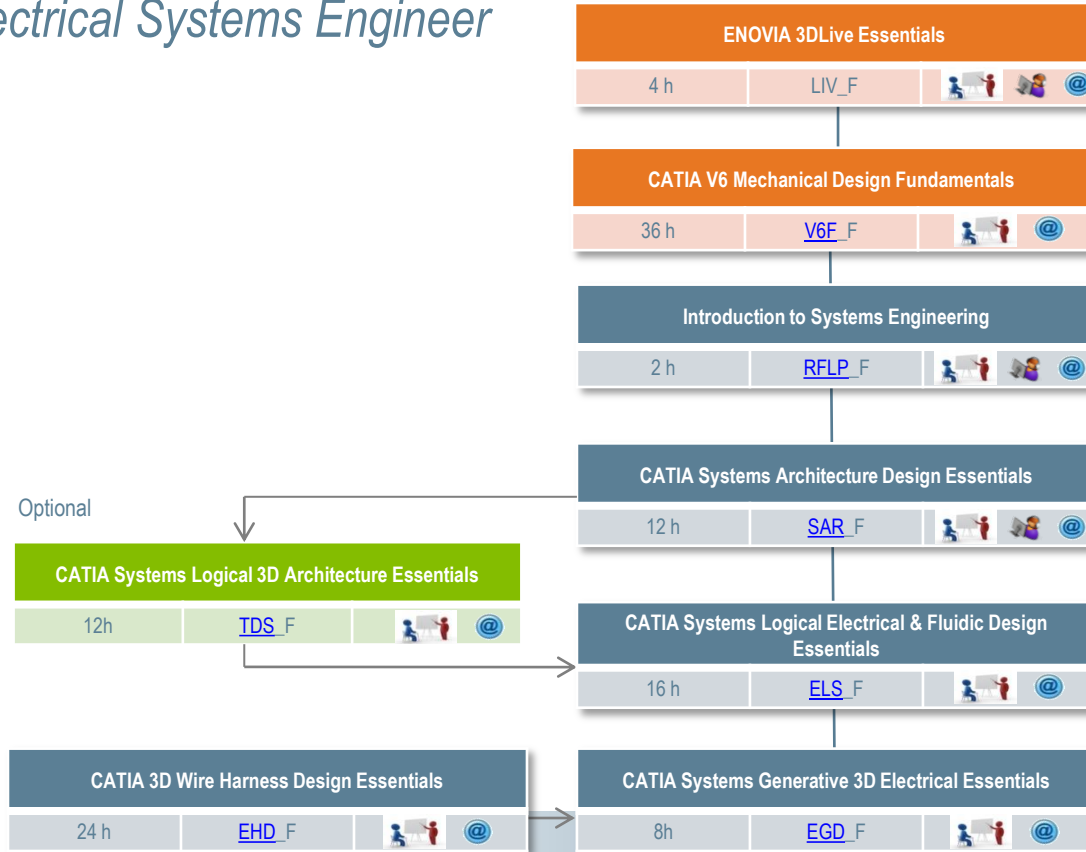 ectrical Systems Engineer
ENOVIA 3DLive Essentials
4 h LIV_F @
CATIA V6 Mechanical Design Fundamentals
36 h V6F_F @
Introduction to Systems Engineering
2 h RFLP_F @
CATIA Systems Architecture Design Essentials
12 h SAR_F @
Optional
CATIA Systems Logical 3D Architecture Essentials
12h TDS_F @
CATIA Systems Logical Electrical & Fluidic Design
Essentials
16 h ELS_F @
CATIA 3D Wire Harness Design Essentials
24 h EHD_F @
CATIA Systems Generative 3D Electrical Essentials
8h EGD_F @